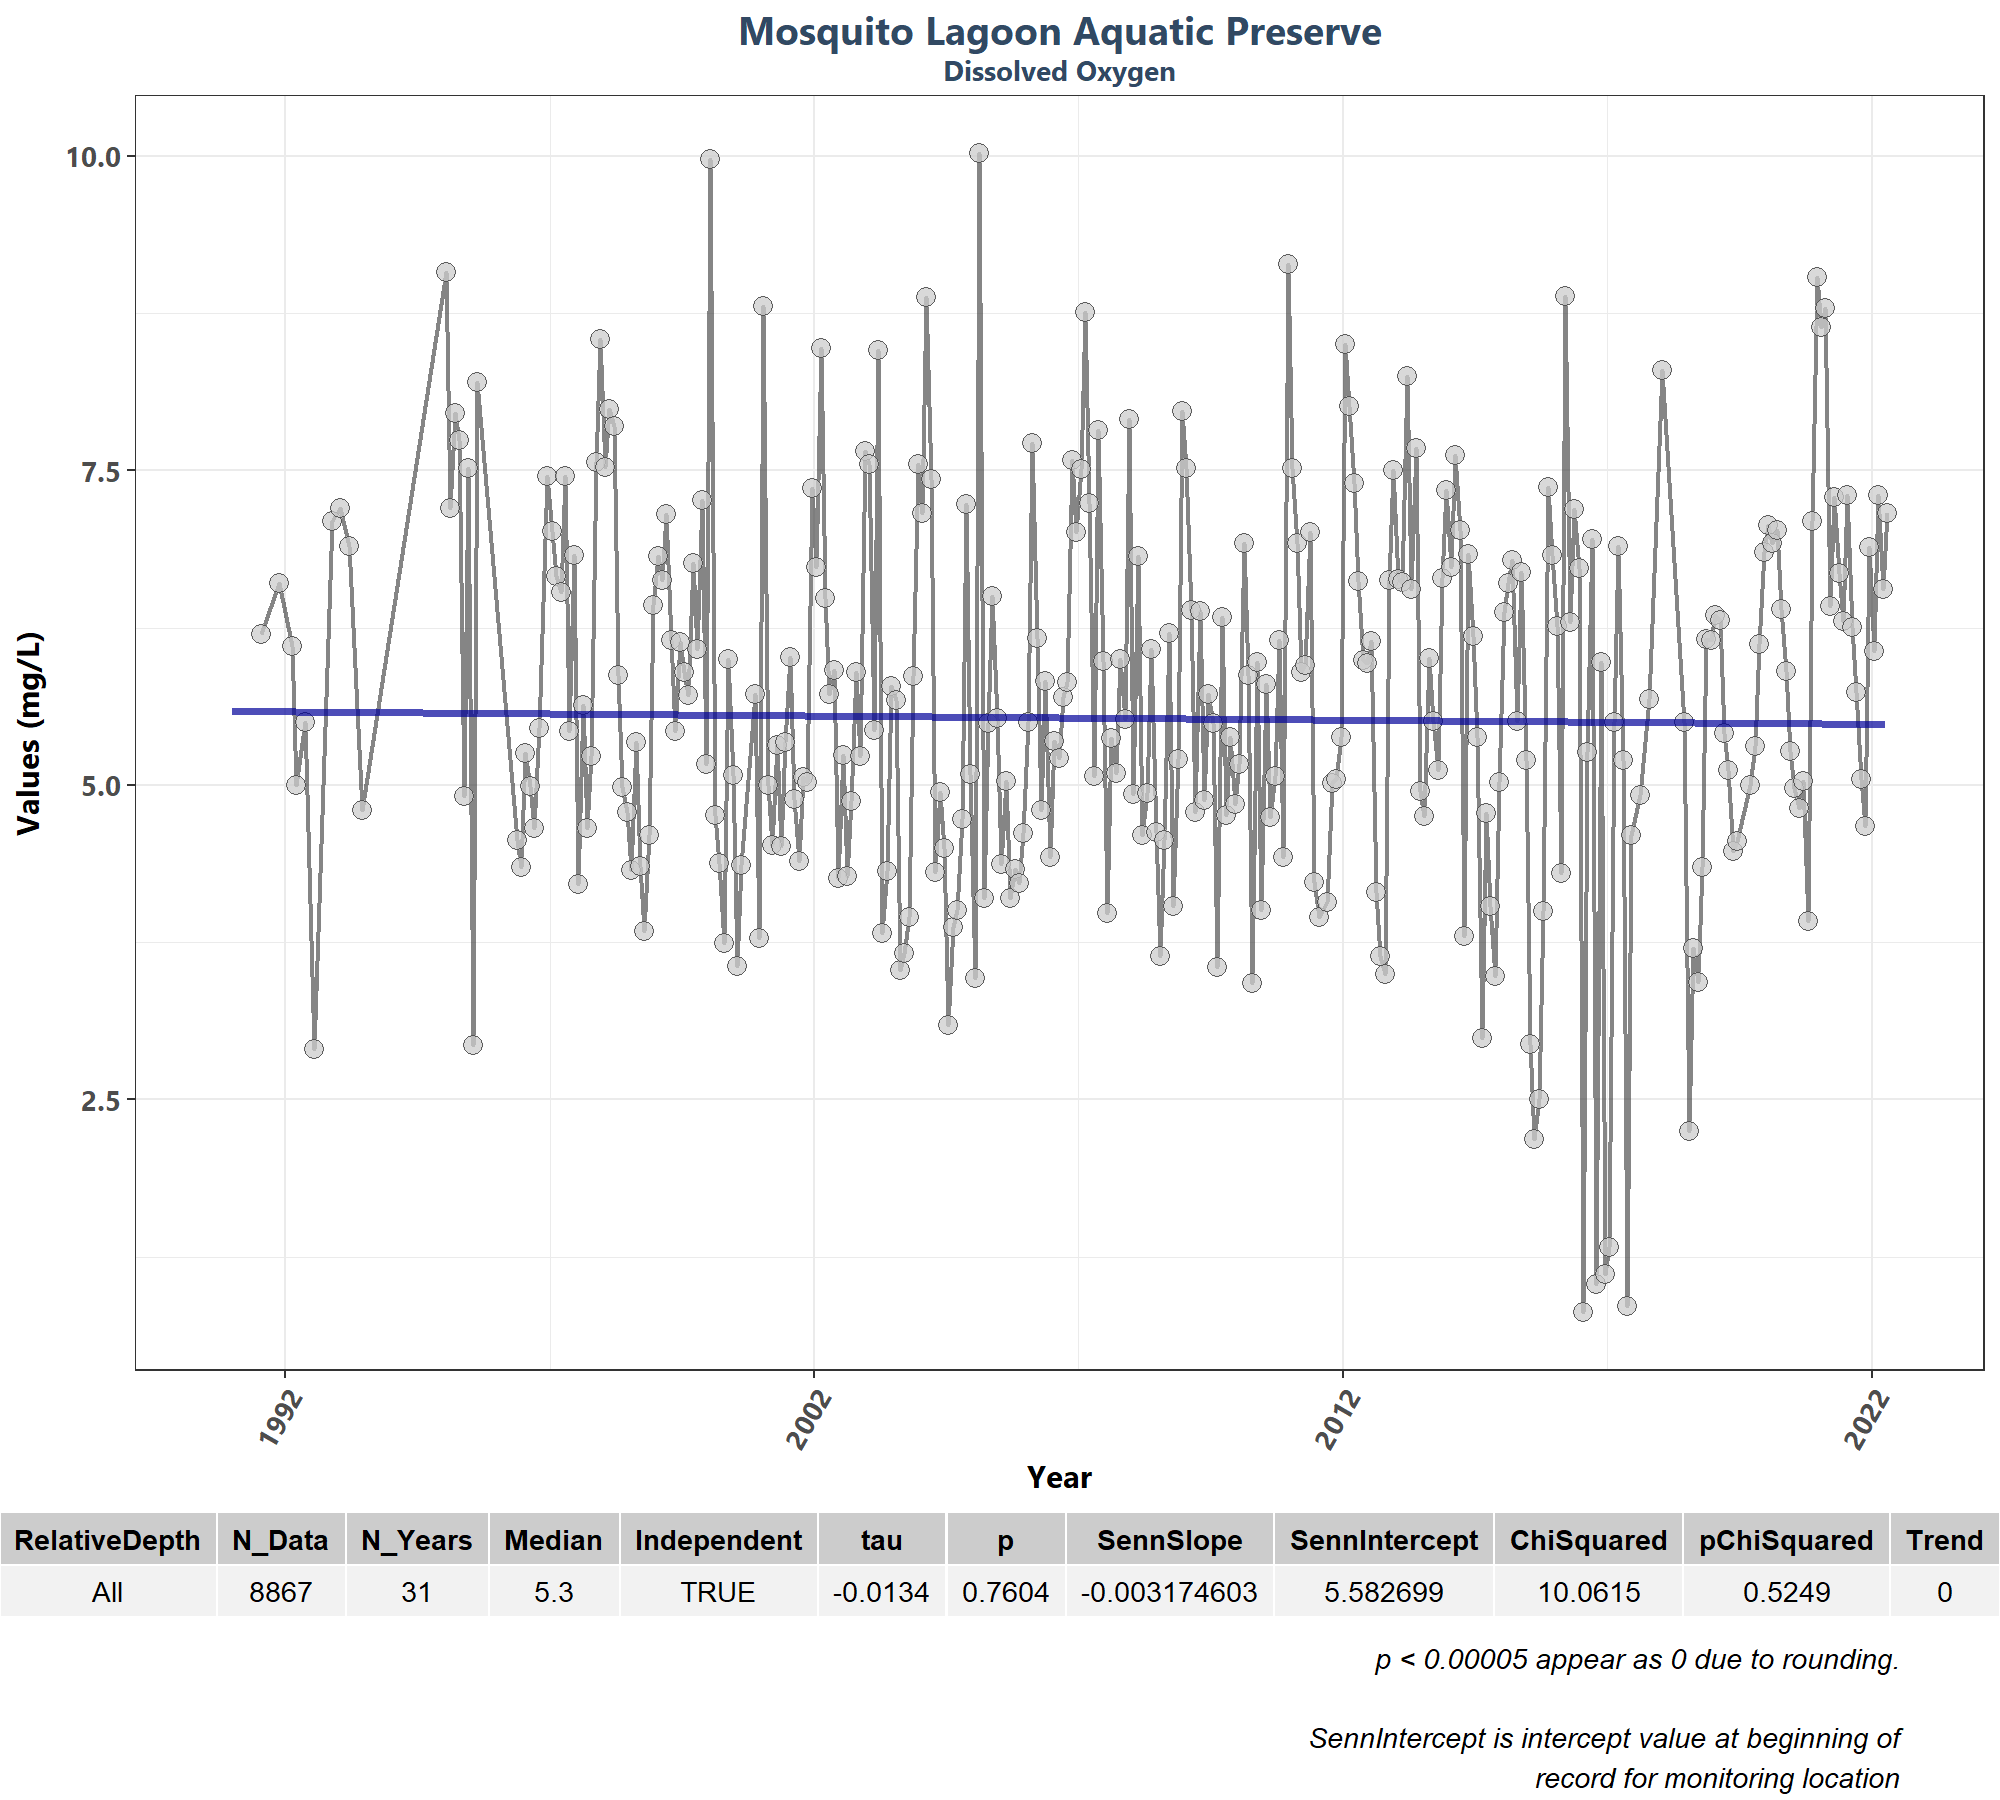 Mosquito Lagoon Aquatic Preserve
Dissolved Oxygen
Values (mg/L)
10.0
7.5
5.0
2.5
1992
2002
2012
2022
Year
RelativeDepth N_Data N_Years Median Independent tau p SennSlope SennIntercept ChiSquared pChiSquared Trend
All 8867 31 5.3 TRUE -0.0134 0.7604 -0.003174603 5.582699 10.0615 0.5249 0
p < 0.00005 appear as 0 due to rounding.
SennIntercept is intercept value at beginning of
record for monitoring location